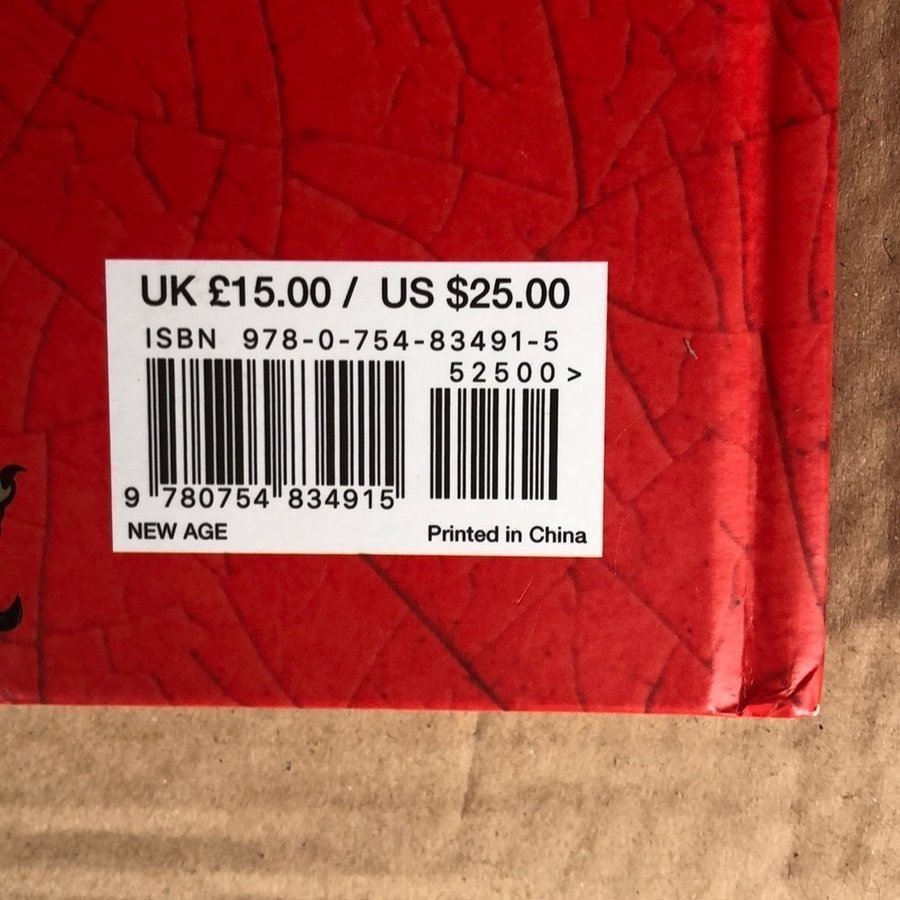 UK £15.00 / US $25.00
ISBN 978-0-754-83491-5
52500 >
9 780754 834915
NEW AGE Printed in China